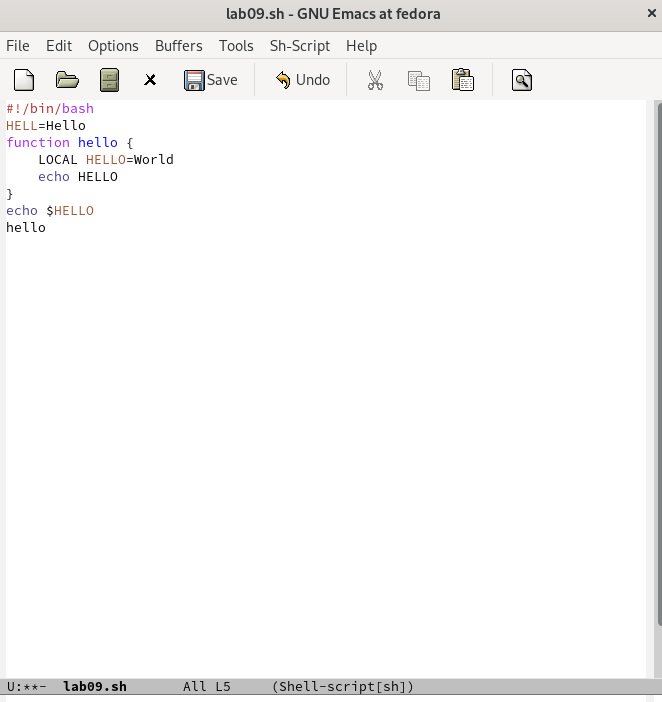 lab09.sh - GNU Emacs at fedora ×
File Edit Options Buffers Tools Sh-Script Help
Save Undo
#!/bin/bash
HELL=Hello
function hello {
    LOCAL HELLO=World
    echo HELLO
}
echo $HELLO
hello
U:**-  lab09.sh       All L5     (Shell-script[sh])